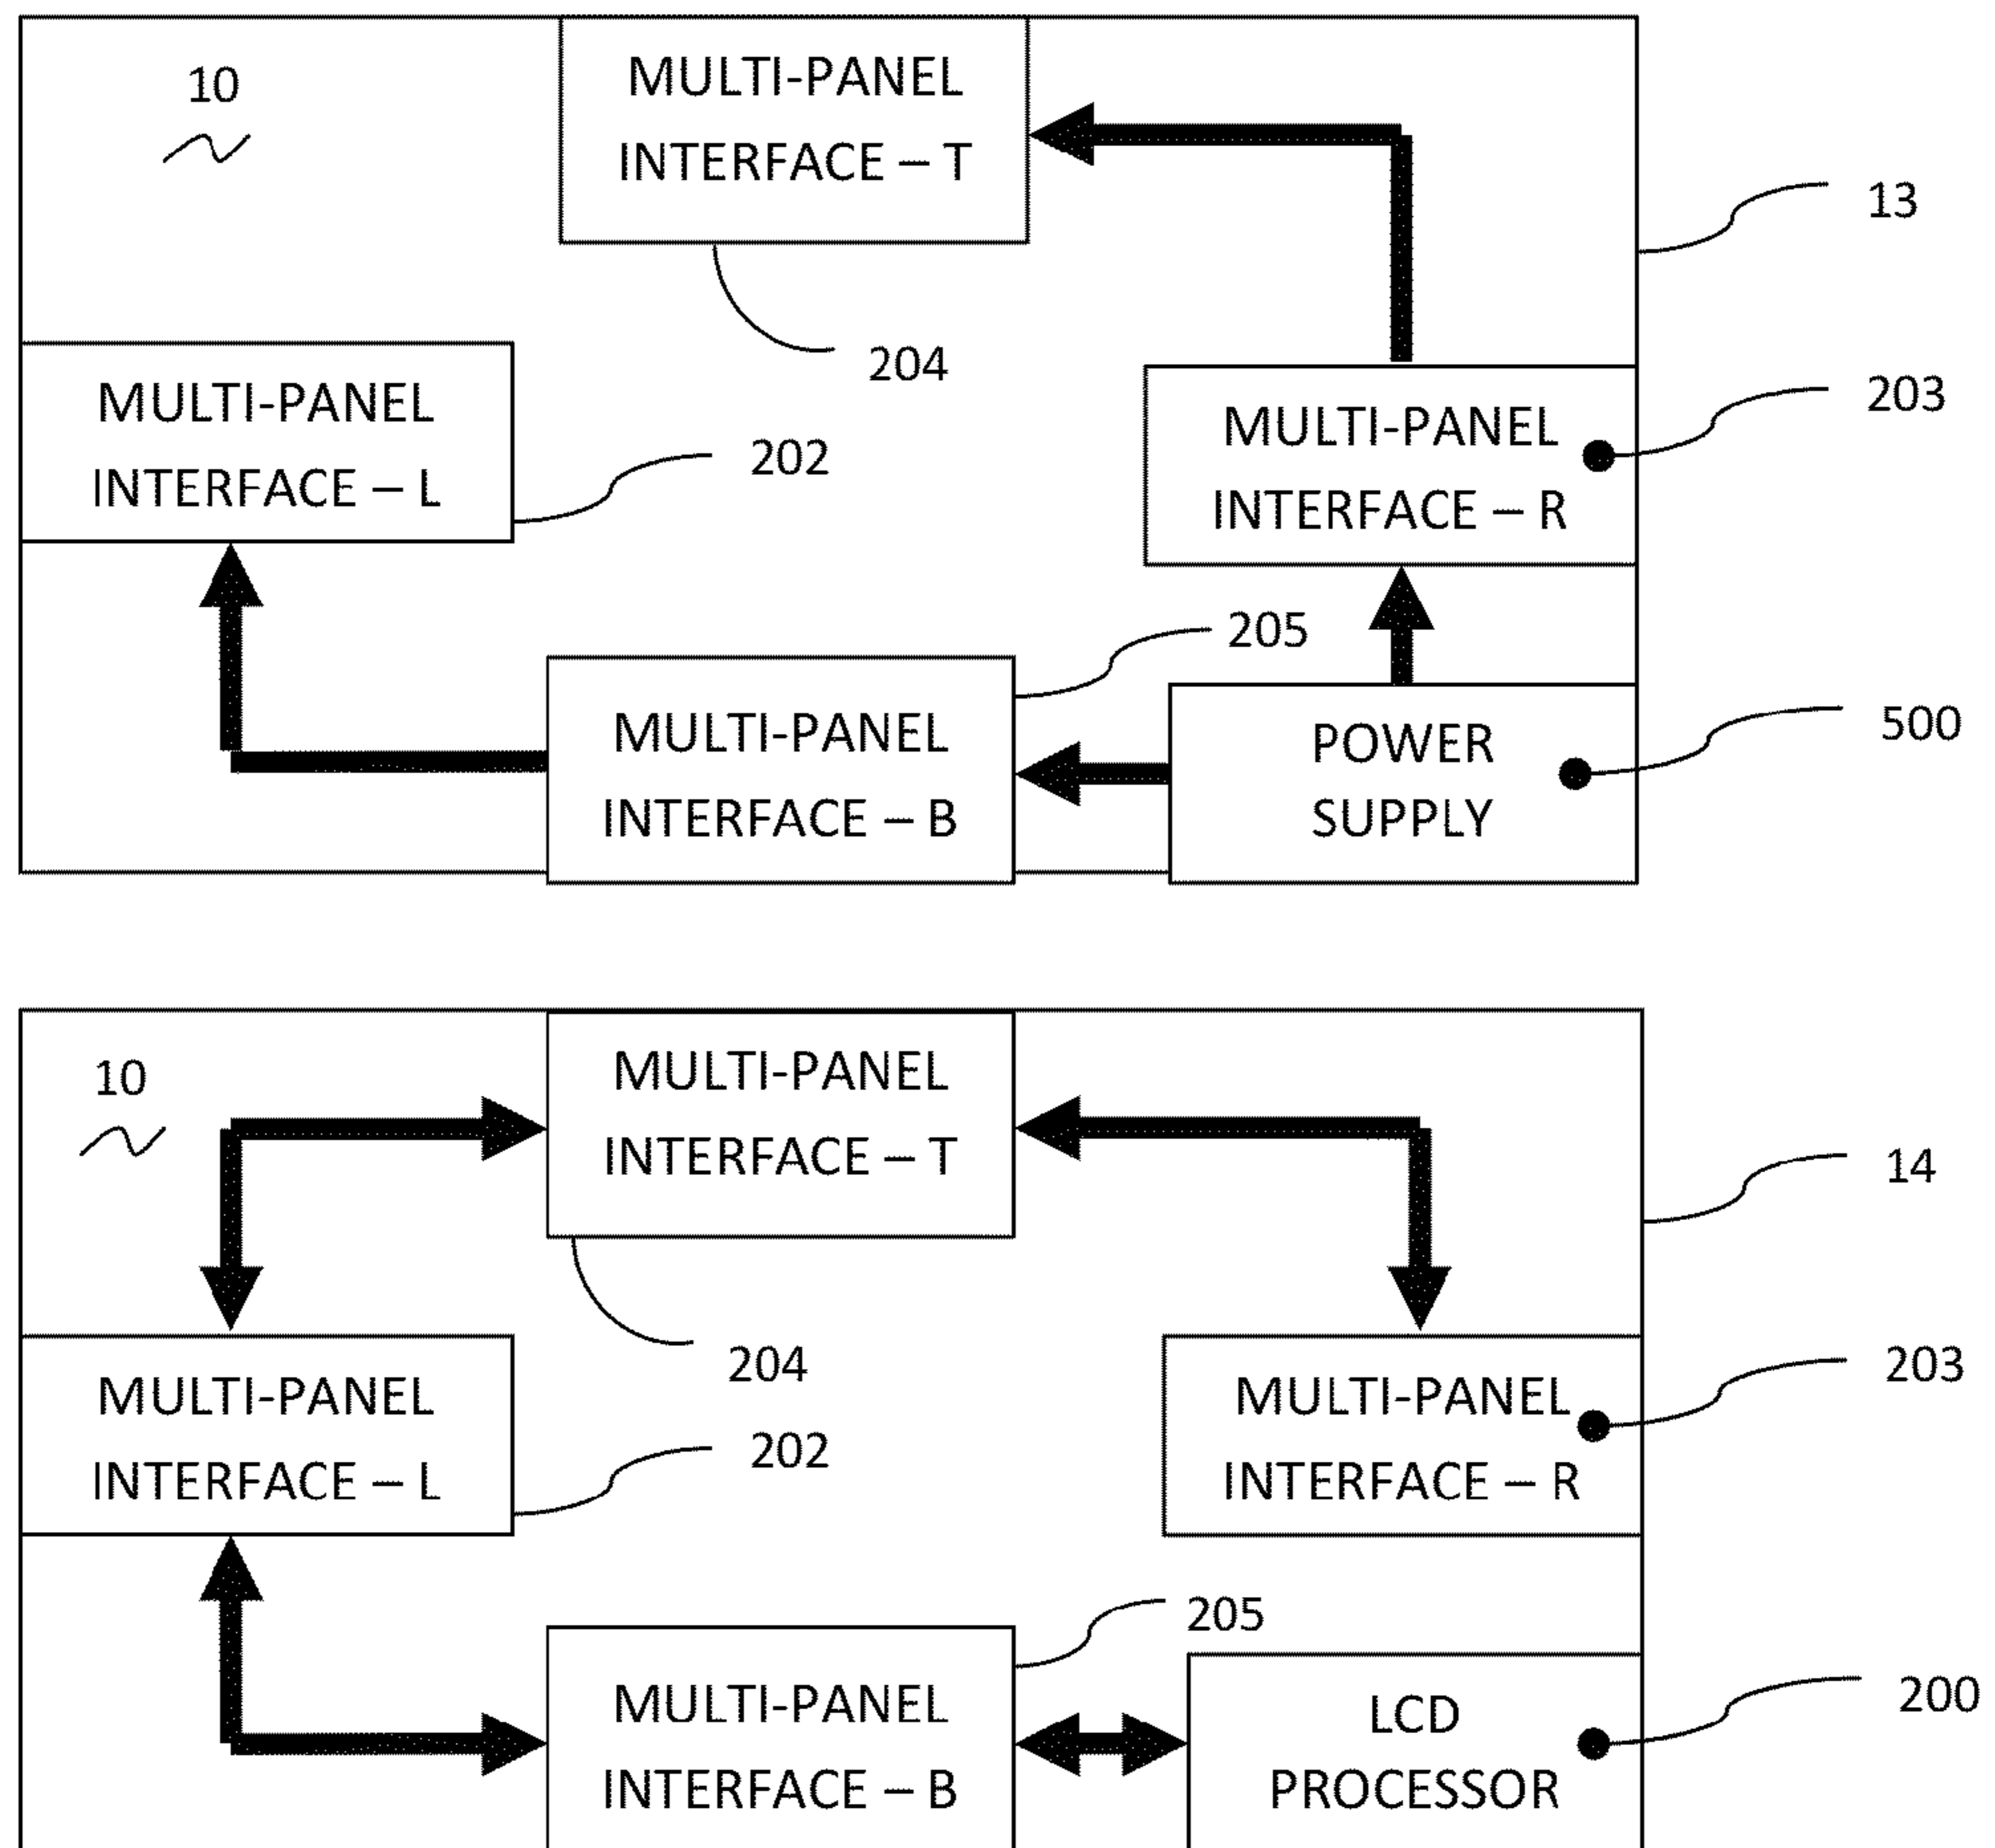 10
MULTI-PANEL
INTERFACE – T
13
204
MULTI-PANEL
INTERFACE – L
202
MULTI-PANEL
INTERFACE – R
203
205
MULTI-PANEL
INTERFACE – B
POWER
SUPPLY
500
10
MULTI-PANEL
INTERFACE – T
14
204
MULTI-PANEL
INTERFACE – L
202
MULTI-PANEL
INTERFACE – R
203
205
MULTI-PANEL
INTERFACE – B
LCD
PROCESSOR
200